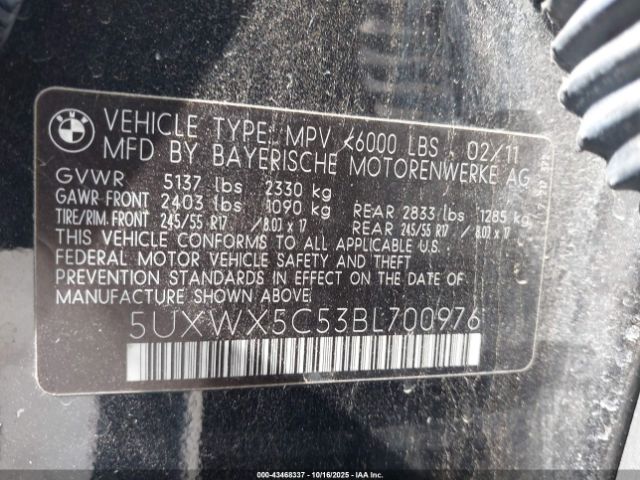 BMW
VEHICLE TYPE: MPV <6000 LBS 02/11
MFD BY BAYERISCHE MOTORENWERKE AG
GVWR 5137 lbs 2330 kg
GAWR-FRONT 2403 lbs 1090 kg REAR 2833 lbs 1285 kg
TIRE/RIM-FRONT 245/55 R17 /8.0J x 17 REAR 245/55 R17 / 8.0J x 17
THIS VEHICLE CONFORMS TO ALL APPLICABLE U.S.
FEDERAL MOTOR VEHICLE SAFETY AND THEFT
PREVENTION STANDARDS IN EFFECT ON THE DATE OF
MANUFACTURE SHOWN ABOVE.
5UXWX5C53BL700976
000-43468337 - 10/16/2025 - IAA Inc.